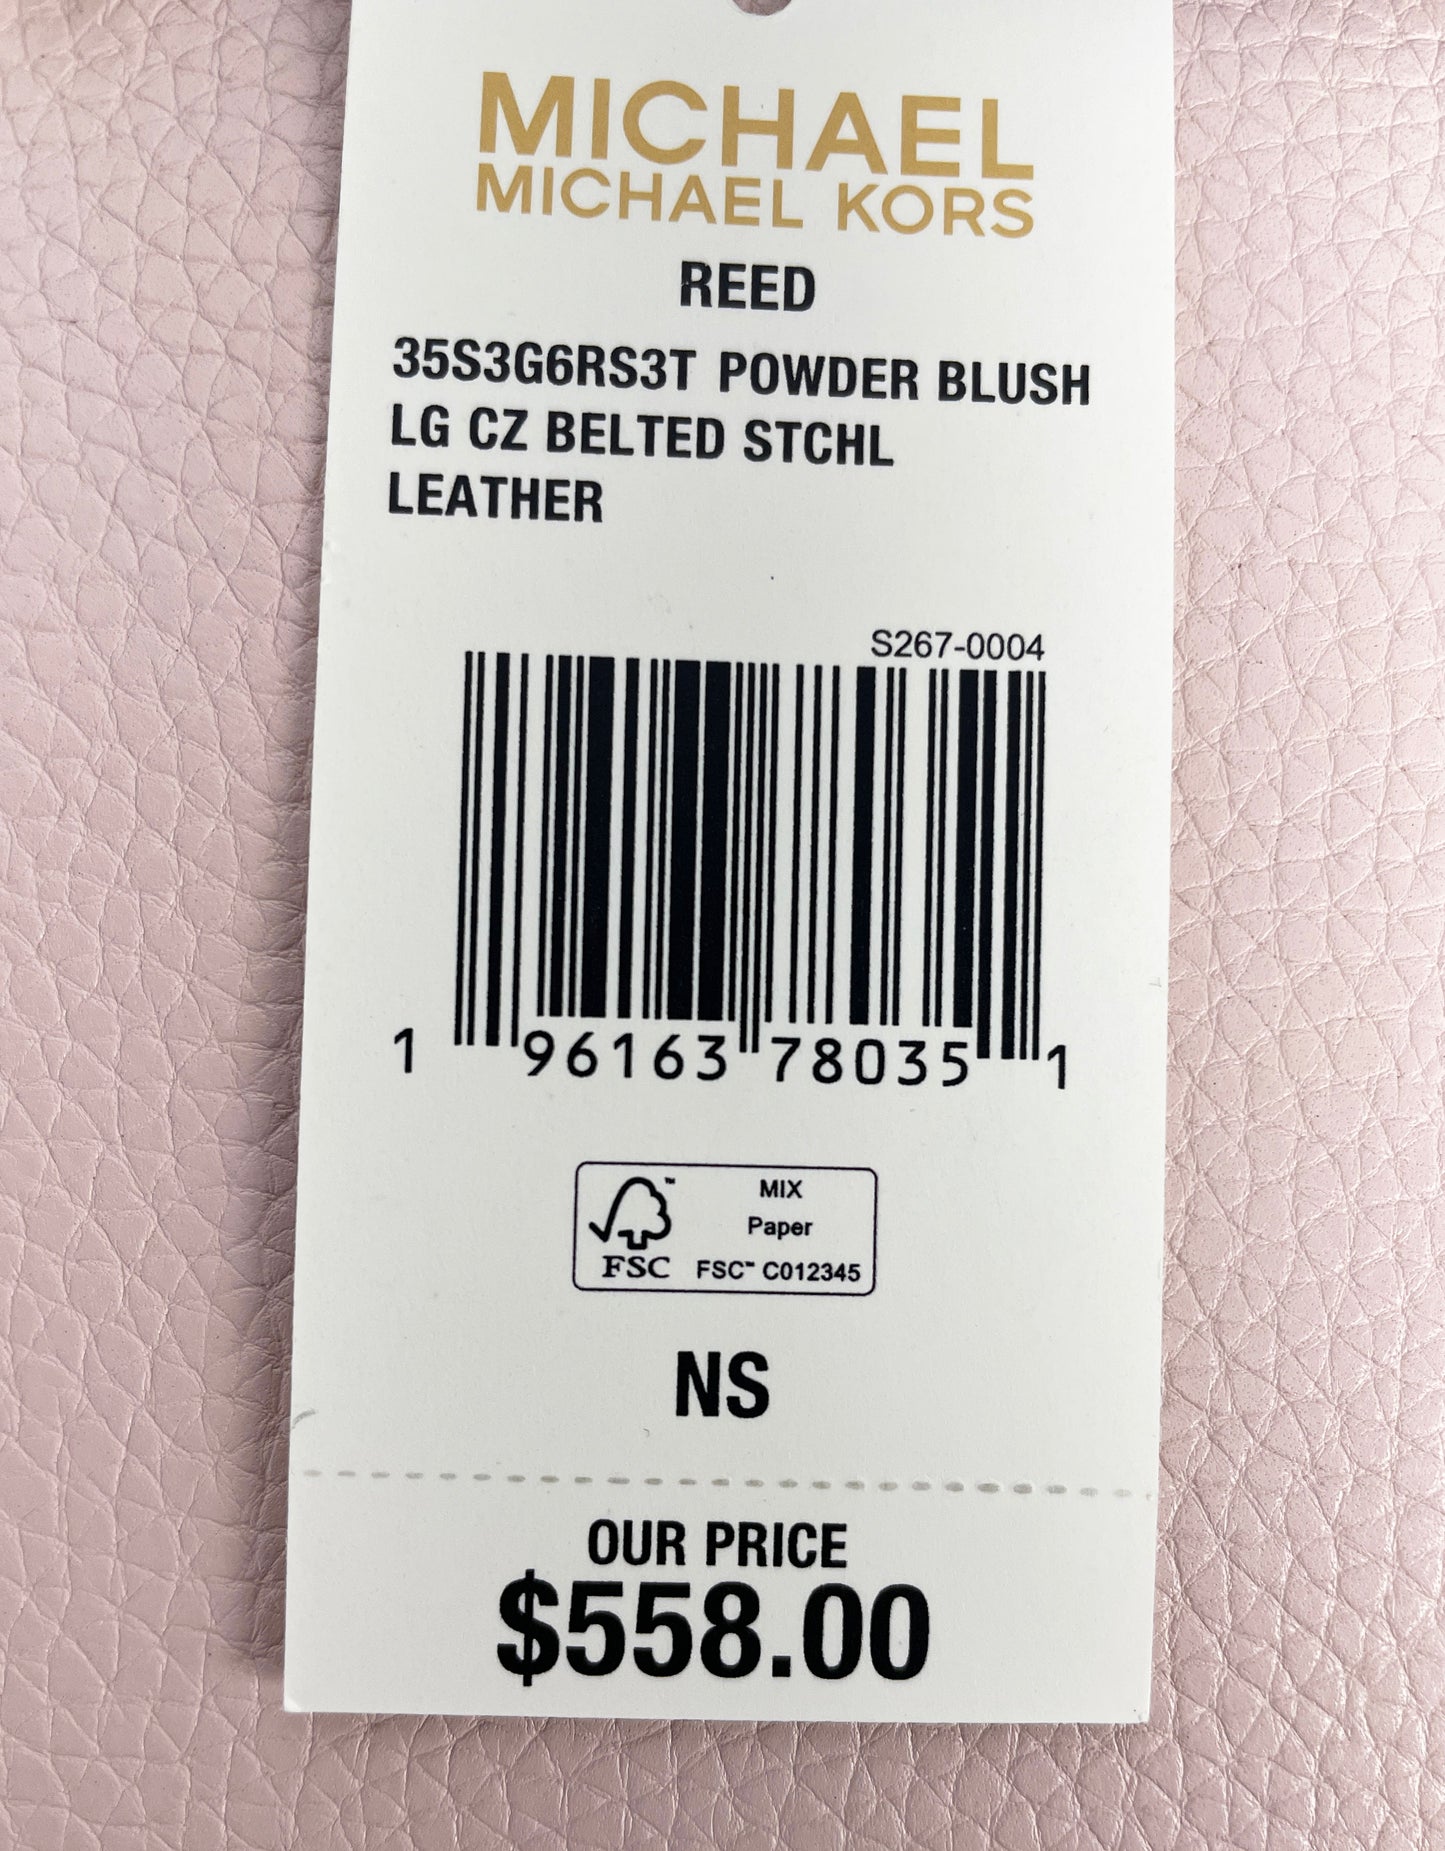 MICHAEL
MICHAEL KORS
REED
35S3G6RS3T POWDER BLUSH
LG CZ BELTED STCHL
LEATHER
S267-0004
1 96163 78035 1
MIX
Paper
FSC™ C012345
™
FSC
NS
OUR PRICE
$558.00